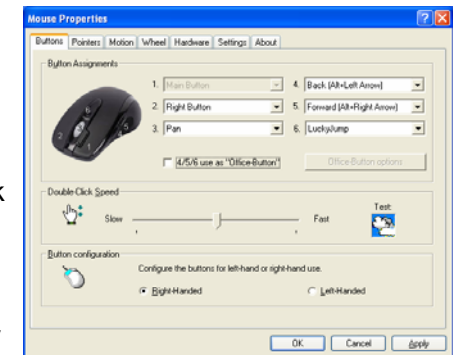 Mouse Properties
Buttons Pointers Motion Wheel Hardware Settings About
Button Assignments
1. Main Button 4. Back (Alt+Left Arrow)
2. Right Button 5. Forward (Alt+Right Arrow)
3. Pan 6. LuckyJump
4/5/6 use as "Office-Button" Office-Button options
Double-Click Speed
Slow Fast Test:
Button configuration
Configure the buttons for left-hand or right-hand use.
Right-Handed Left-Handed
OK Cancel Apply